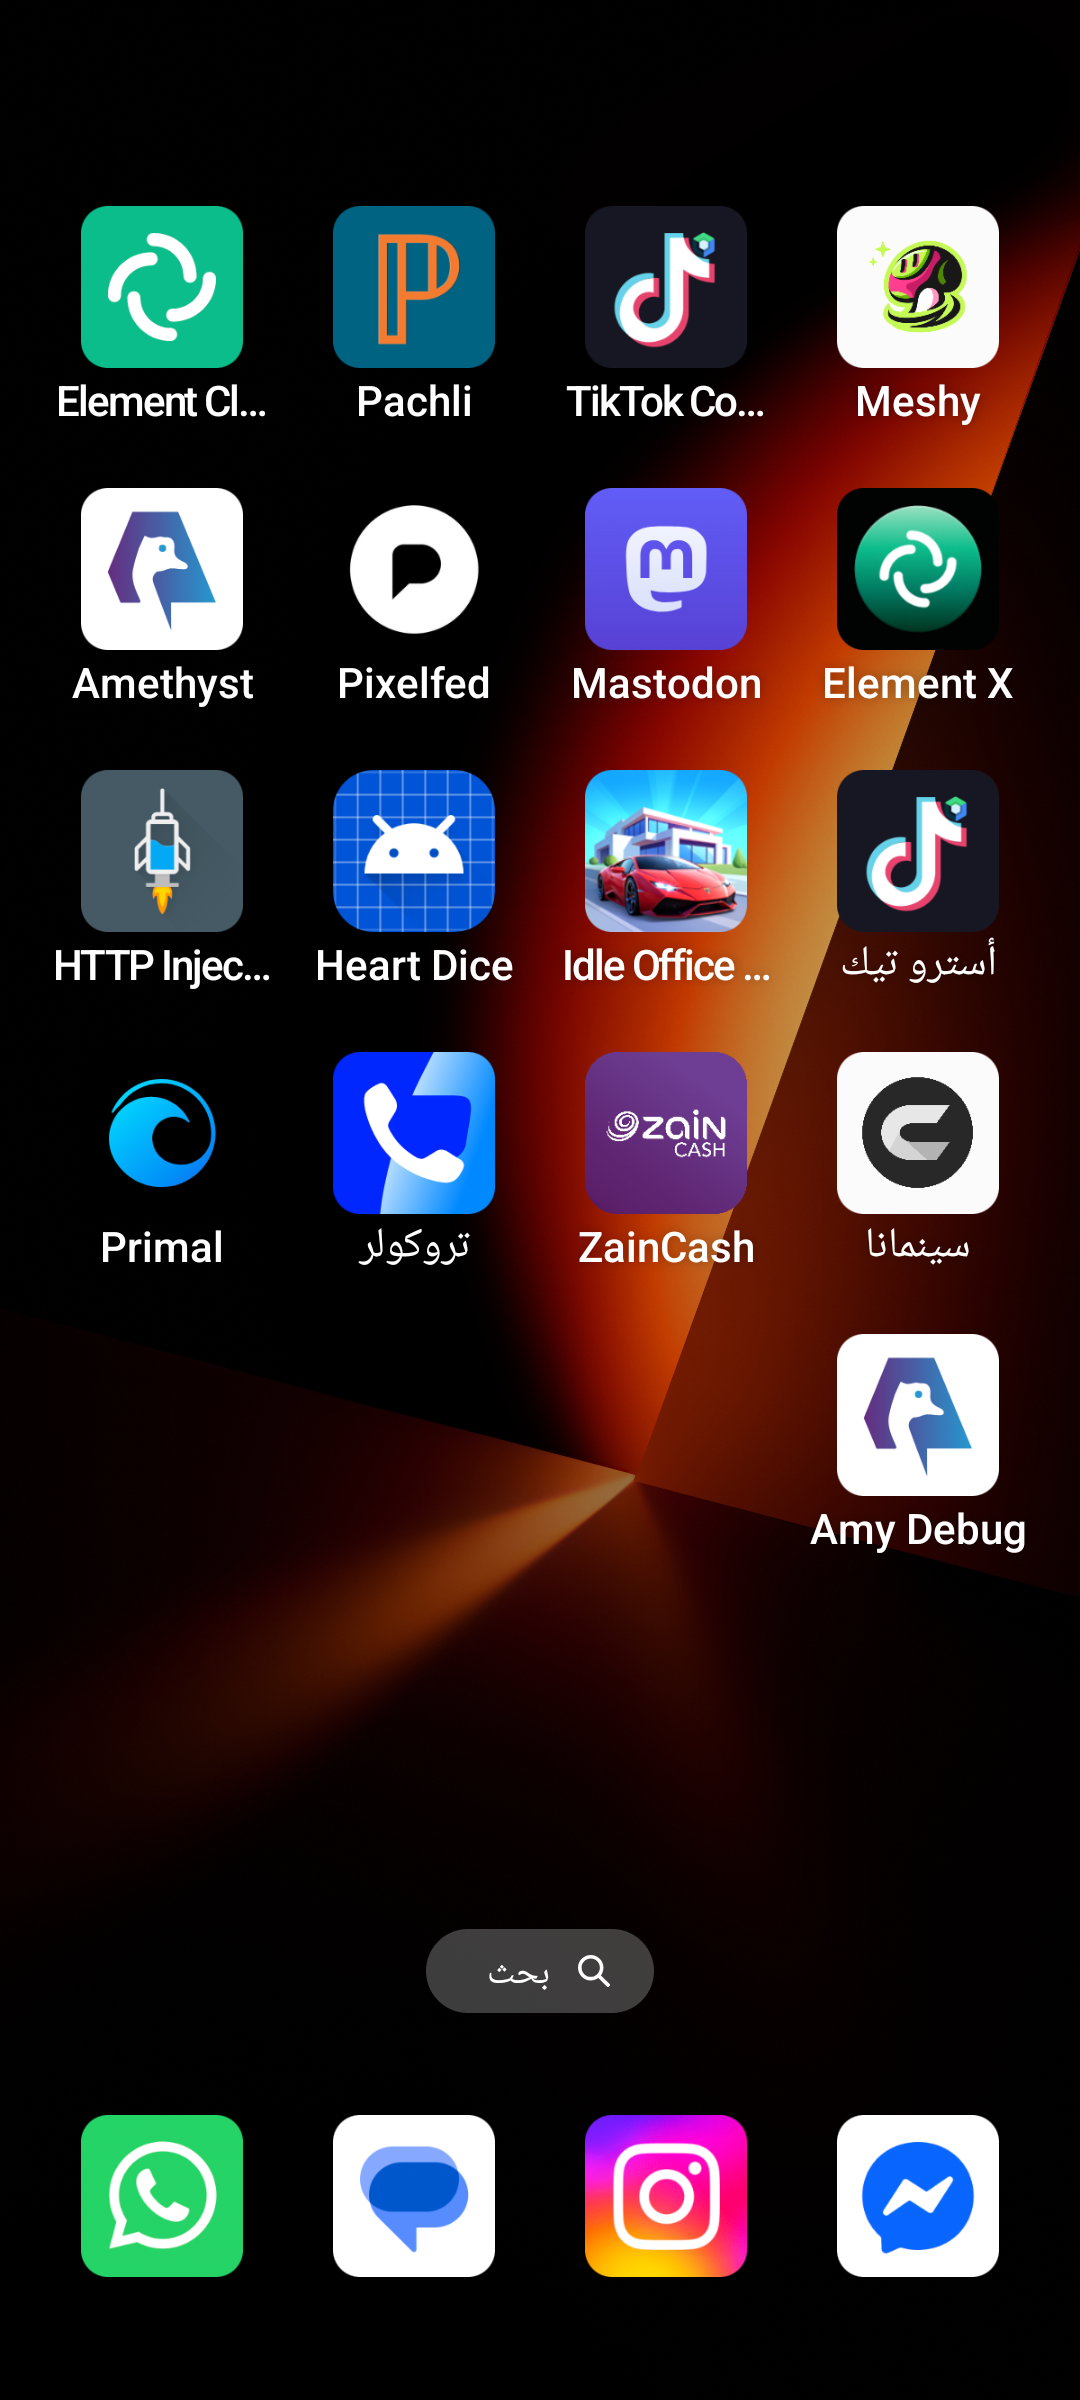 Element Cl...
Pachli
TikTok Co...
Meshy
Amethyst
Pixelfed
Mastodon
Element X
HTTP Injec...
Heart Dice
Idle Office ...
أسترو تيك
Primal
تروكولر
zain
CASH
ZainCash
سينمانا
Amy Debug
بحث